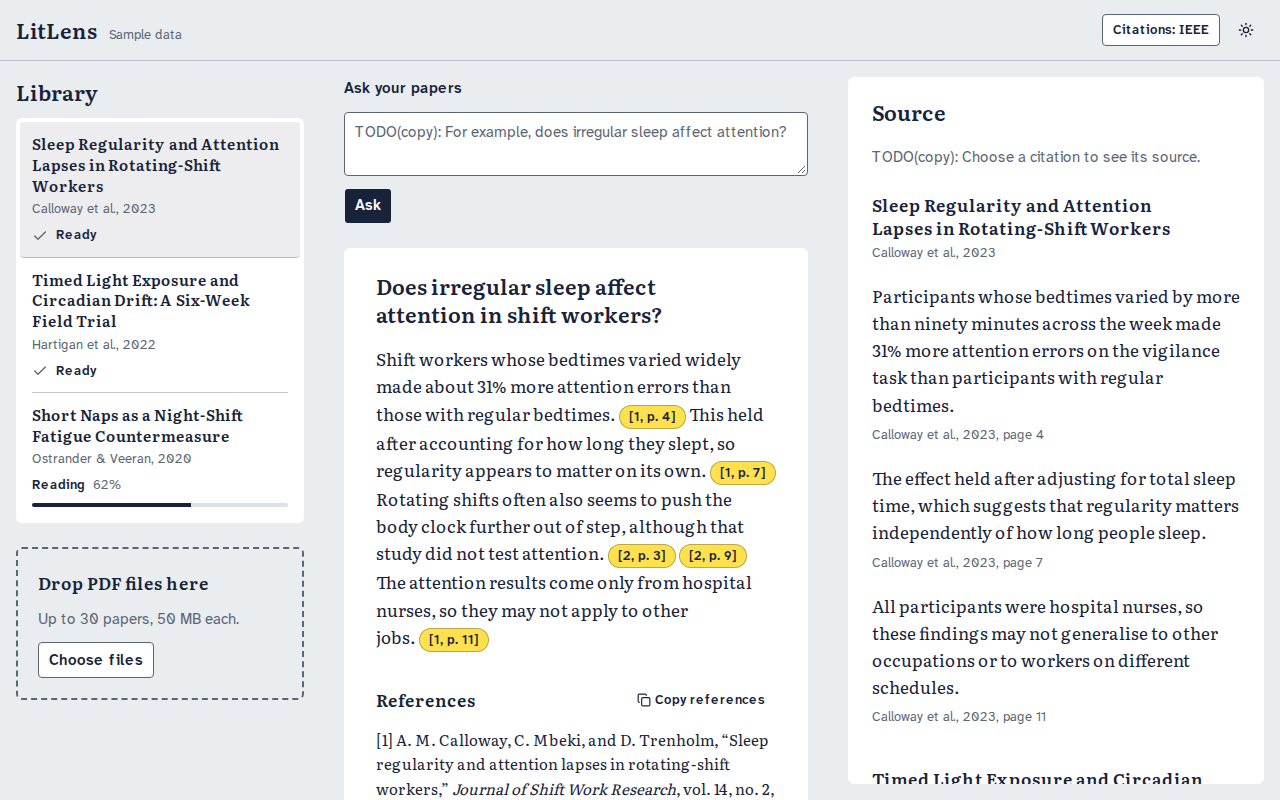 LitLens Sample data
Citations: IEEE
Library
Sleep Regularity and Attention
Lapses in Rotating-Shift
Workers
Calloway et al., 2023
Ready
Timed Light Exposure and
Circadian Drift: A Six-Week
Field Trial
Hartigan et al., 2022
Ready
Short Naps as a Night-Shift
Fatigue Countermeasure
Ostrander & Veeran, 2020
Reading 62%
Drop PDF files here
Up to 30 papers, 50 MB each.
Choose files
Ask your papers
TODO(copy): For example, does irregular sleep affect attention?
Ask
Does irregular sleep affect
attention in shift workers?
Shift workers whose bedtimes varied widely
made about 31% more attention errors than
those with regular bedtimes. [1, p. 4] This held
after accounting for how long they slept, so
regularity appears to matter on its own. [1, p. 7]
Rotating shifts often also seems to push the
body clock further out of step, although that
study did not test attention. [2, p. 3] [2, p. 9]
The attention results come only from hospital
nurses, so they may not apply to other
jobs. [1, p. 11]
References
Copy references
[1] A. M. Calloway, C. Mbeki, and D. Trenholm, “Sleep
regularity and attention lapses in rotating-shift
workers,” Journal of Shift Work Research, vol. 14, no. 2,
Source
TODO(copy): Choose a citation to see its source.
Sleep Regularity and Attention
Lapses in Rotating-Shift Workers
Calloway et al., 2023
Participants whose bedtimes varied by more
than ninety minutes across the week made
31% more attention errors on the vigilance
task than participants with regular
bedtimes.
Calloway et al., 2023, page 4
The effect held after adjusting for total sleep
time, which suggests that regularity matters
independently of how long people sleep.
Calloway et al., 2023, page 7
All participants were hospital nurses, so
these findings may not generalise to other
occupations or to workers on different
schedules.
Calloway et al., 2023, page 11
Timed Light Exposure and Circadian